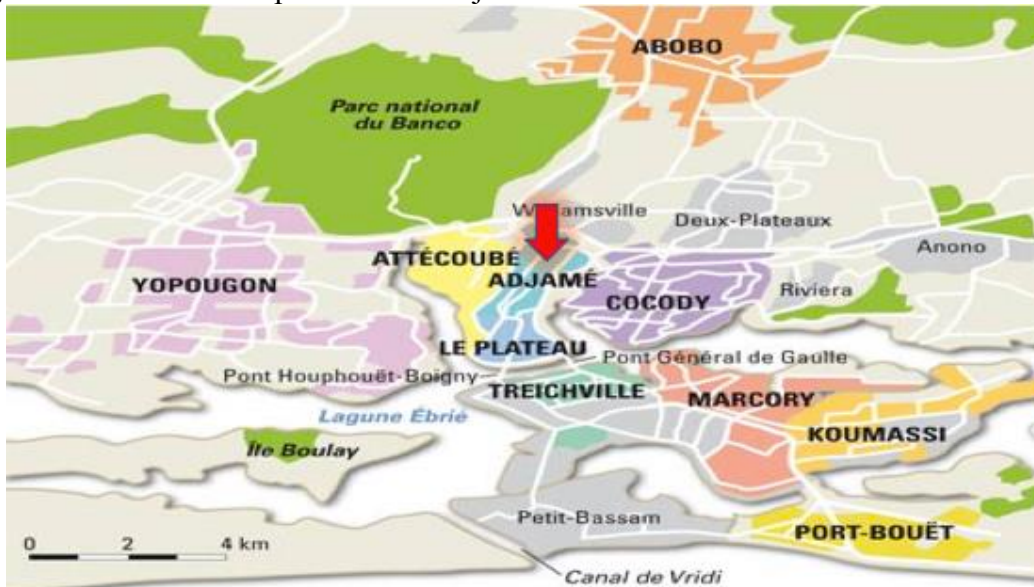 ABOBO
Parc national
du Banco
Deux-Plateaux
Anono
ATTÉCOUBÉ
ADJAMÉ
YOPOUGON
COCODY
Riviera
LE PLATEAU
Pont Général de Gaulle
Pont Houphouët-Boigny
TREICHVILLE
MARCORY
Lagune Ébrié
KOUMASSI
Île Boulay
Petit-Bassam
PORT-BOUËT
0 2 4 km
Canal de Vridi